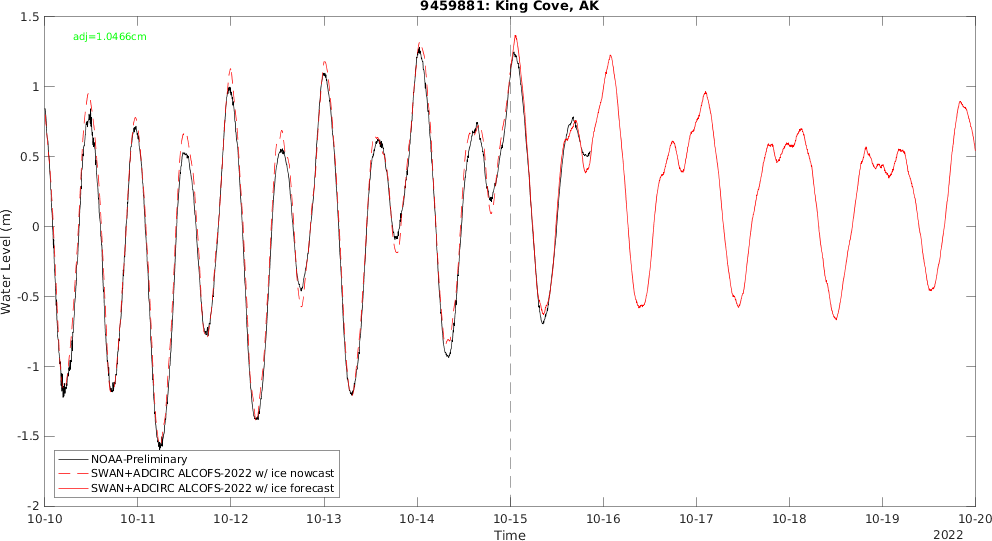 9459881: King Cove, AK
adj=1.0466cm
1.5
1
0.5
0
-0.5
-1
-1.5
-2
Water Level (m)
NOAA-Preliminary
SWAN+ADCIRC ALCOFS-2022 w/ ice nowcast
SWAN+ADCIRC ALCOFS-2022 w/ ice forecast
10-10 10-11 10-12 10-13 10-14 10-15 10-16 10-17 10-18 10-19 10-20
Time
2022